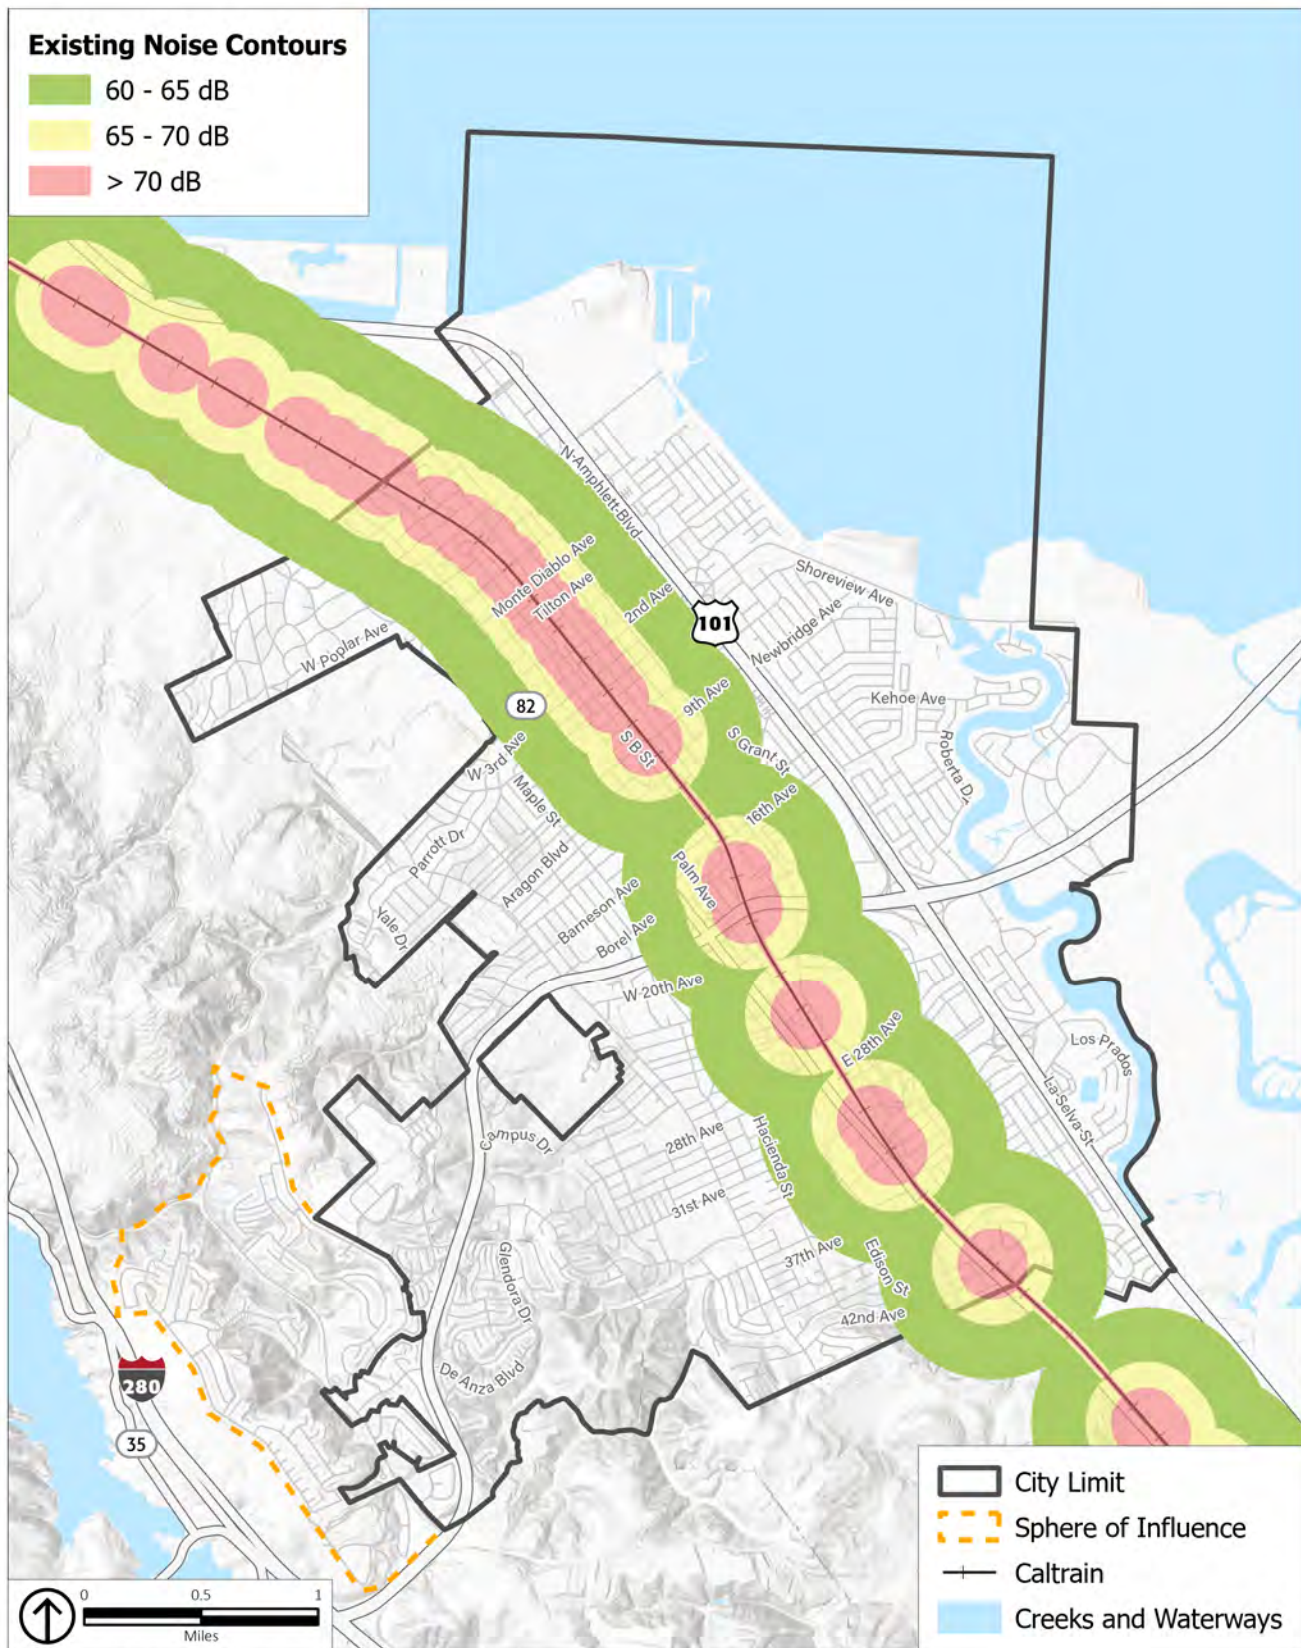 Existing Noise Contours
60 - 65 dB
65 - 70 dB
> 70 dB
N Amphlett Blvd
Monte Diablo Ave
Tilton Ave
2nd Ave
Shoreview Ave
101
Newbridge Ave
W Poplar Ave
Kehoe Ave
82
9th Ave
S B St
S Grant St
Roberta Dr
W 3rd Ave
Maple St
16th Ave
Parrott Dr
Aragon Blvd
Palm Ave
Yale Dr
Barneson Ave
Borel Ave
W 20th Ave
E 28th Ave
Los Prados
La Selva St
Campus Dr
28th Ave
Hacienda St
31st Ave
Glendora Dr
37th Ave
Edison St
42nd Ave
De Anza Blvd
280
35
City Limit
Sphere of Influence
Caltrain
Creeks and Waterways
0 0.5 1
Miles